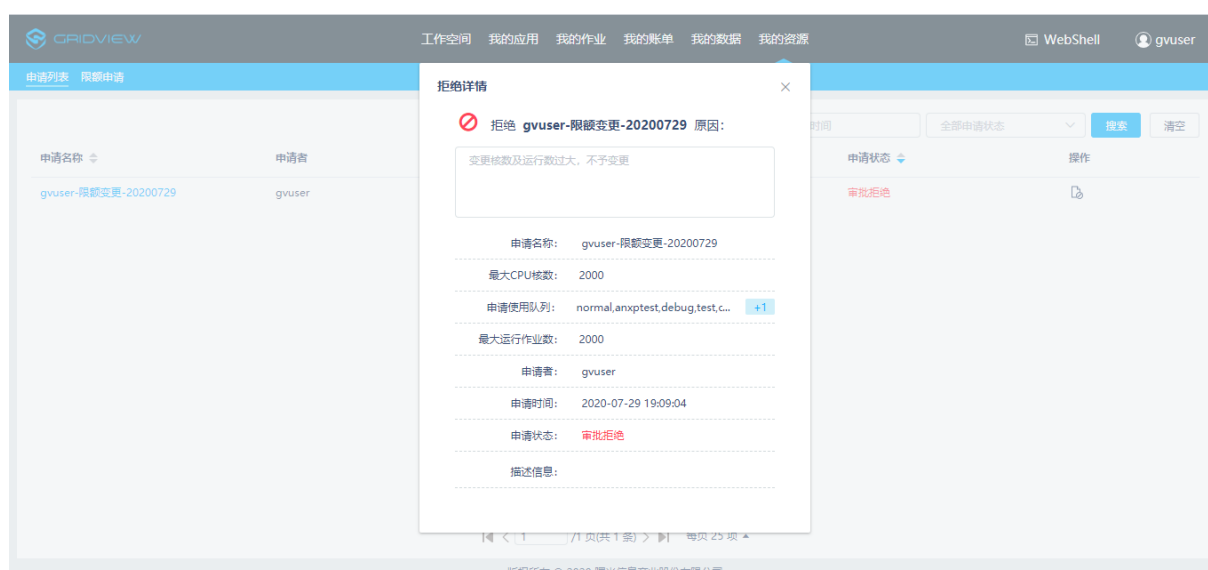 GRIDVIEW 工作空间 我的应用 我的作业 我的账单 我的数据 我的资源 WebShell gvuser
申请列表 限额申请
拒绝详情 ×
拒绝 gvuser-限额变更-20200729 原因：
时间 全部申请状态 搜索 清空
申请名称 申请者 申请状态 操作
变更核数及运行数过大，不予变更
gvuser-限额变更-20200729 gvuser 审批拒绝
申请名称： gvuser-限额变更-20200729
最大CPU核数： 2000
申请使用队列： normal,anxptest,debug,test,c... +1
最大运行作业数： 2000
申请者： gvuser
申请时间： 2020-07-29 19:09:04
申请状态： 审批拒绝
描述信息：
1 /1 页(共 1 条) 每页 25 项